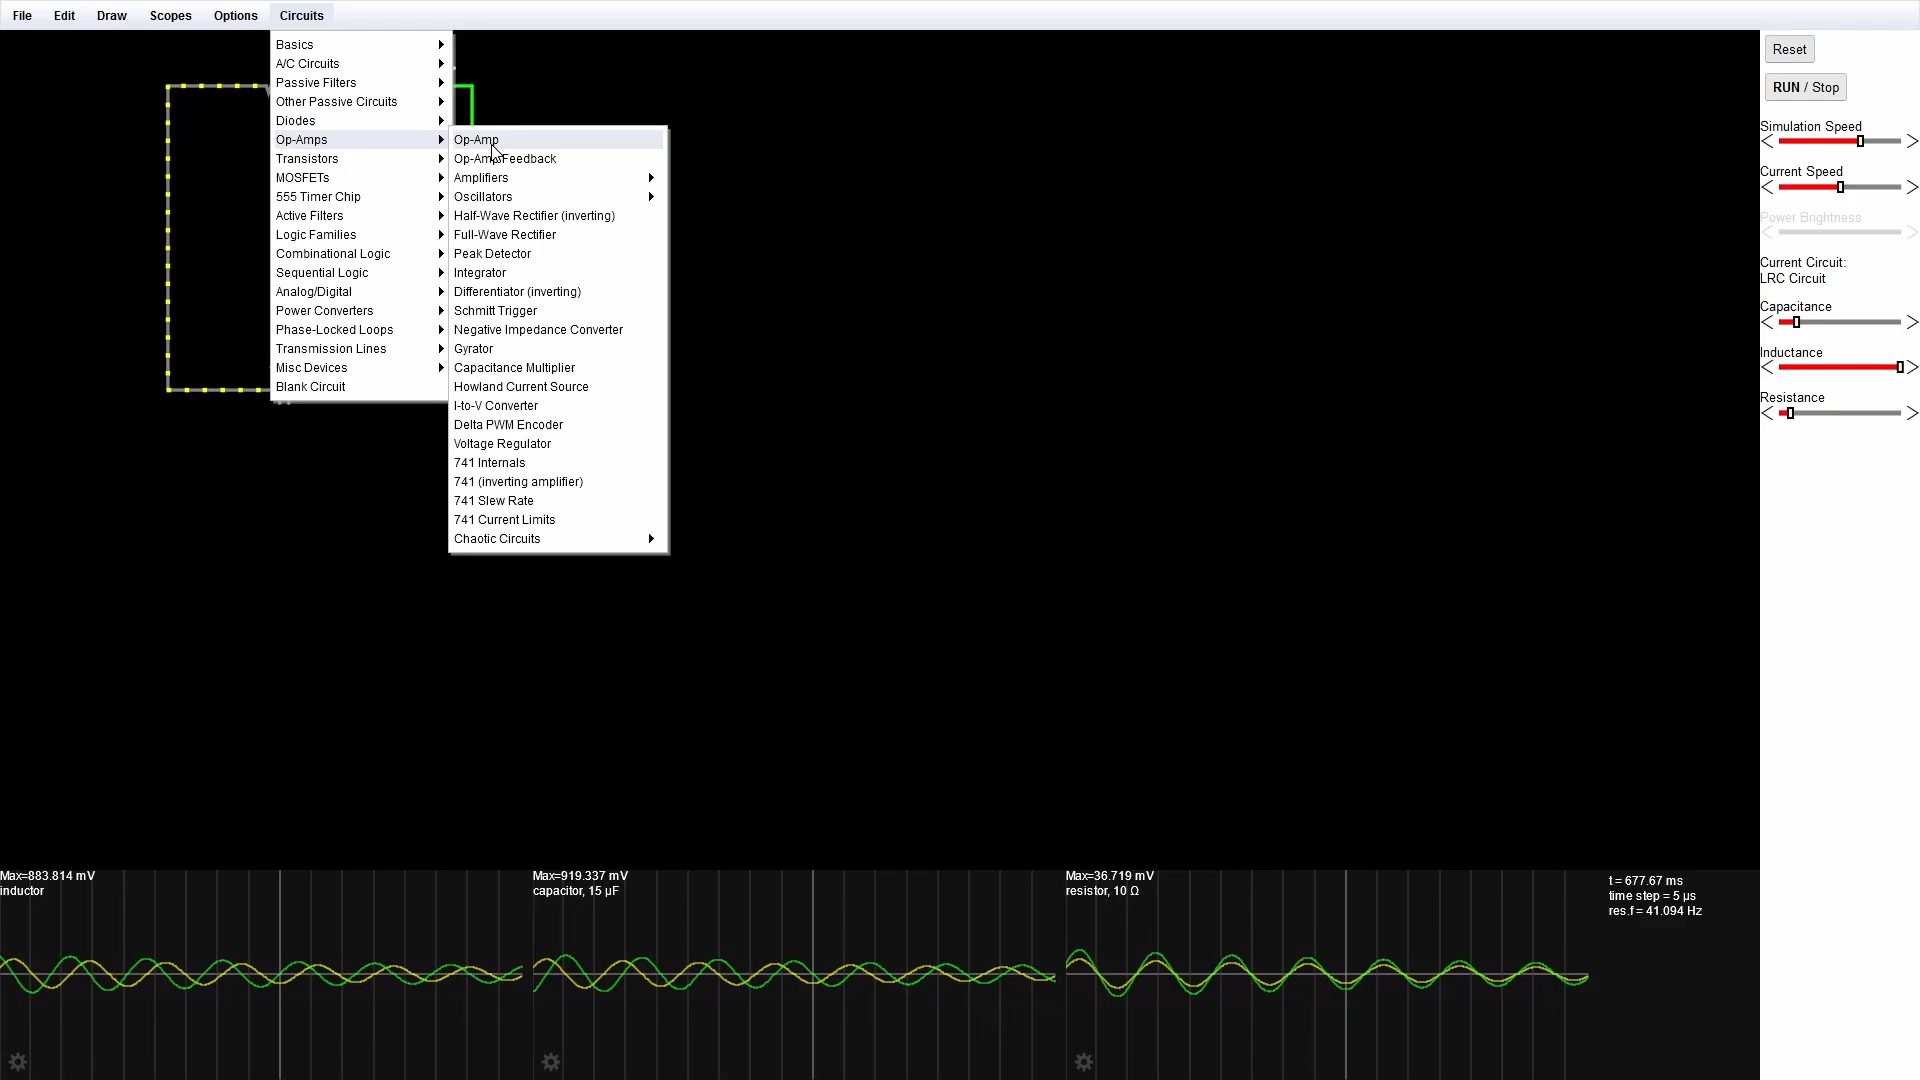 File Edit Draw Scopes Options Circuits
Basics
A/C Circuits
Passive Filters
Other Passive Circuits
Diodes
Op-Amps
Transistors
MOSFETs
555 Timer Chip
Active Filters
Logic Families
Combinational Logic
Sequential Logic
Analog/Digital
Power Converters
Phase-Locked Loops
Transmission Lines
Misc Devices
Blank Circuit
Op-Amp
Op-Amp Feedback
Amplifiers
Oscillators
Half-Wave Rectifier (inverting)
Full-Wave Rectifier
Peak Detector
Integrator
Differentiator (inverting)
Schmitt Trigger
Negative Impedance Converter
Gyrator
Capacitance Multiplier
Howland Current Source
I-to-V Converter
Delta PWM Encoder
Voltage Regulator
741 Internals
741 (inverting amplifier)
741 Slew Rate
741 Current Limits
Chaotic Circuits
Reset
RUN / Stop
Simulation Speed
Current Speed
Power Brightness
Current Circuit:
LRC Circuit
Capacitance
Inductance
Resistance
Max=883.814 mV
inductor
Max=919.337 mV
capacitor, 15 μF
Max=36.719 mV
resistor, 10 Ω
t = 677.67 ms
time step = 5 μs
res.f = 41.094 Hz